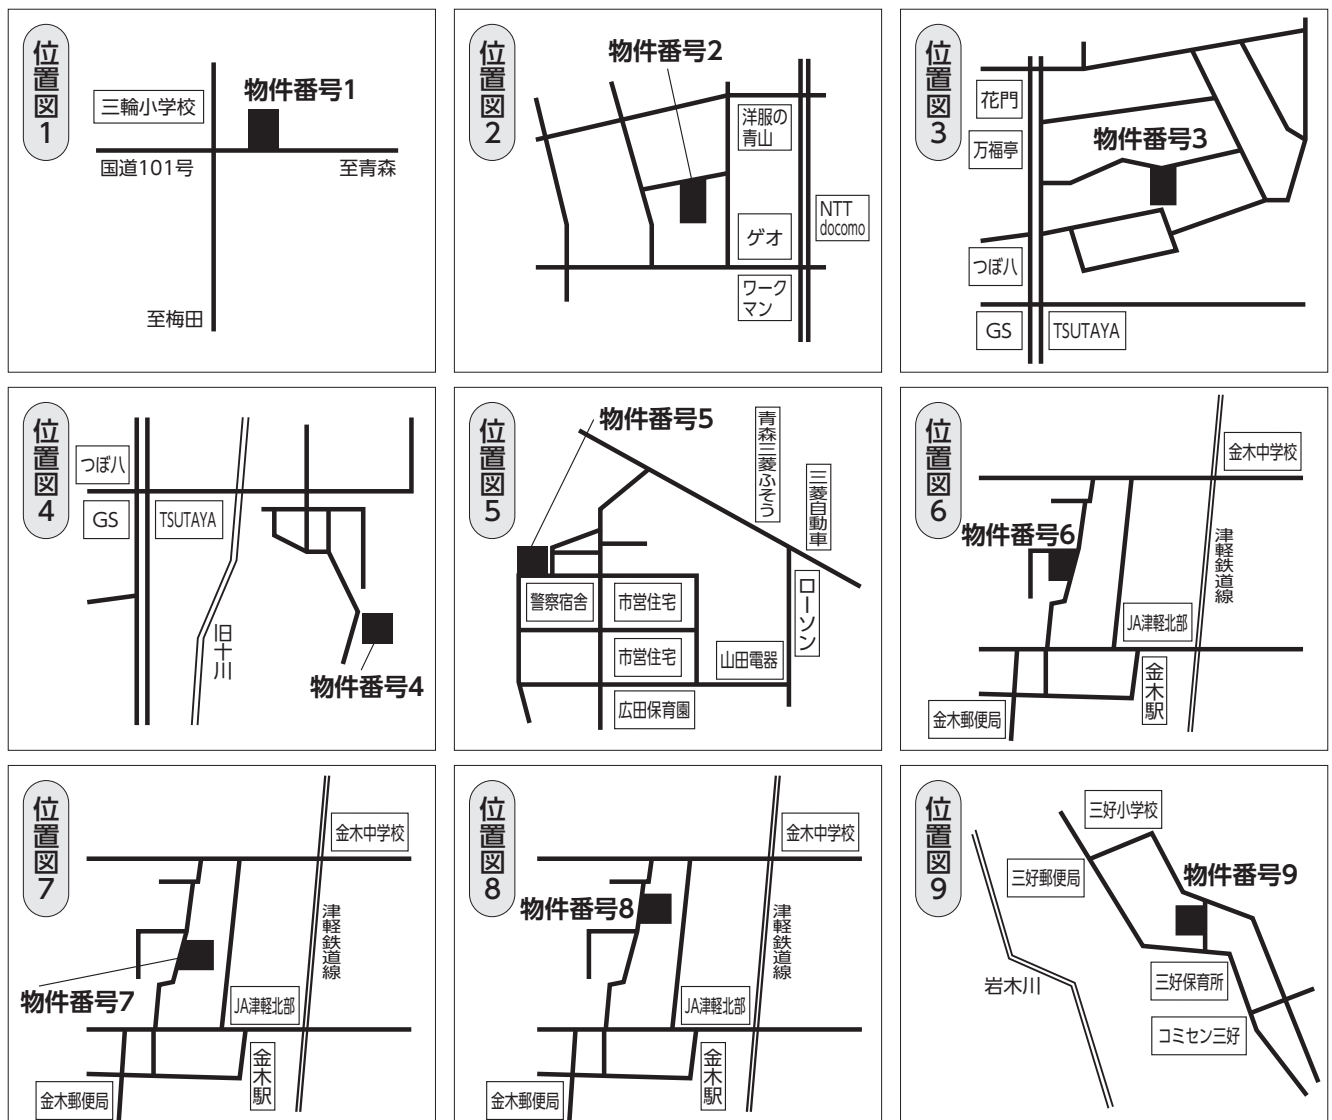 位置図1
物件番号1
三輪小学校
国道101号
至青森
至梅田
位置図2
物件番号2
洋服の
青山
NTT
docomo
ゲオ
ワーク
マン
位置図3
花門
万福亭
物件番号3
つぼ八
GS
TSUTAYA
位置図4
つぼ八
GS
TSUTAYA
旧十川
物件番号4
位置図5
物件番号5
青森三菱ふそう
三菱自動車
ローソン
警察宿舎
市営住宅
市営住宅
山田電器
広田保育園
位置図6
金木中学校
物件番号6
津軽鉄道線
JA津軽北部
金木駅
金木郵便局
位置図7
金木中学校
津軽鉄道線
物件番号7
JA津軽北部
金木駅
金木郵便局
位置図8
金木中学校
物件番号8
津軽鉄道線
JA津軽北部
金木駅
金木郵便局
位置図9
三好小学校
三好郵便局
物件番号9
岩木川
三好保育所
コミセン三好